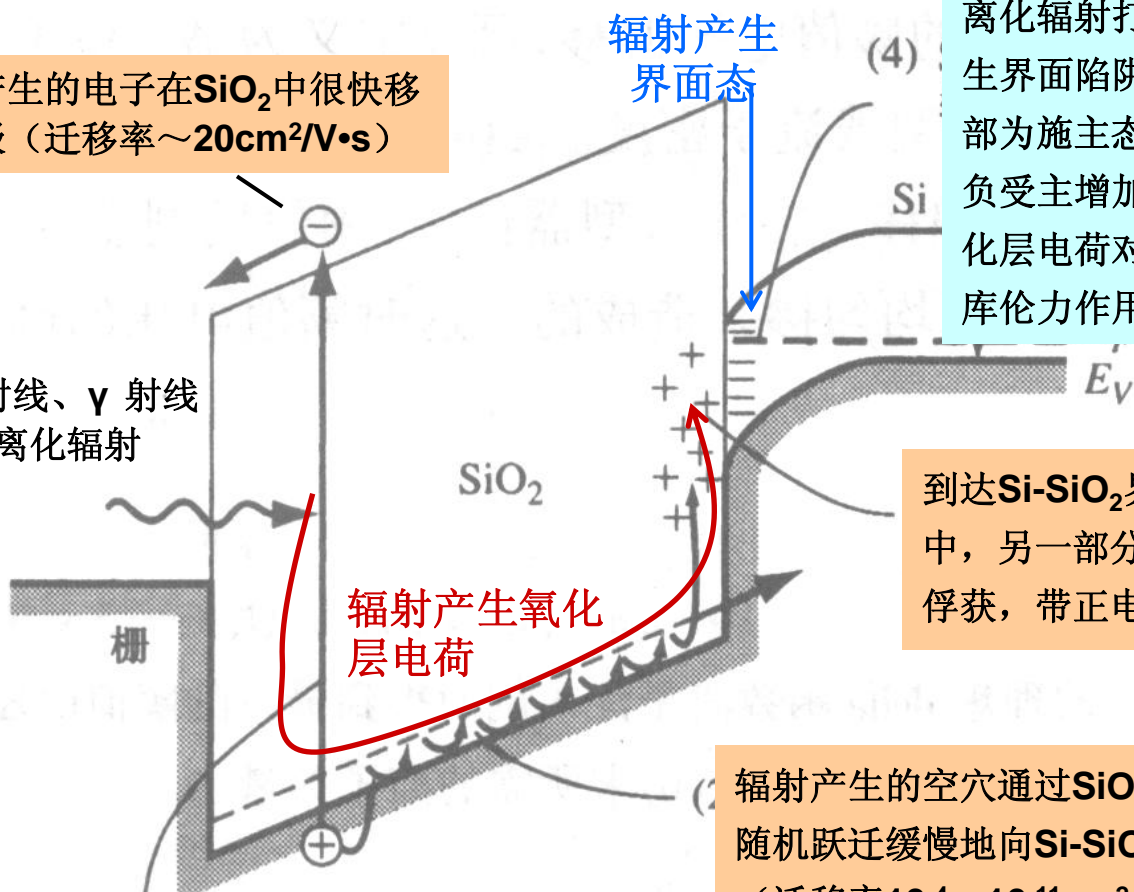 辐射产生
界面态
(4)
离化辐射打
生界面陷阱
部为施主态
负受主增加
化层电荷对
库伦力作用
产生的电子在SiO₂中很快移
(迁移率～20cm²/V•s)
Si
E_V
射线、γ 射线
离化辐射
SiO₂
到达Si-SiO₂
中，另一部分
俘获，带正电
辐射产生氧化
层电荷
栅
辐射产生的空穴通过SiO
随机跃迁缓慢地向Si-SiO